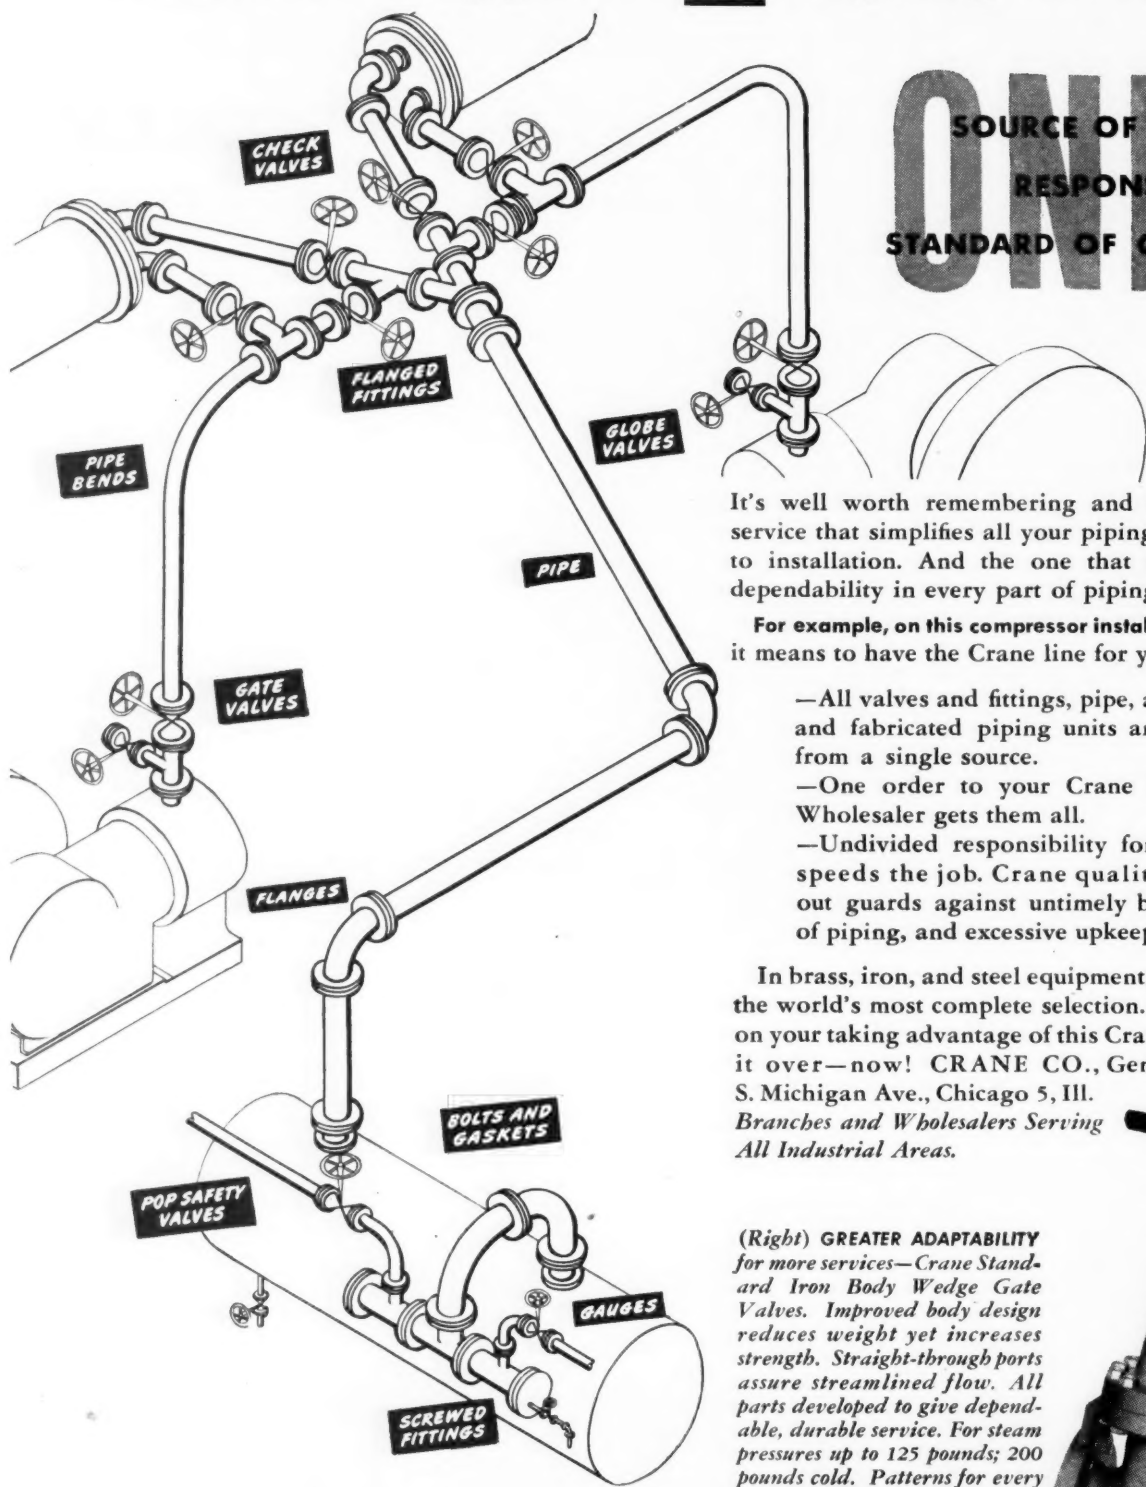 CHECK
VALVES
FLANGED
FITTINGS
PIPE
BENDS
GLOBE
VALVES
PIPE
GATE
VALVES
FLANGES
BOLTS AND
GASKETS
POP SAFETY
VALVES
GAUGES
SCREWED
FITTINGS
SOURCE OF
RESPON
STANDARD OF
It's well worth remembering and
service that simplifies all your piping
to installation. And the one that
dependability in every part of piping
For example, on this compressor instal
it means to have the Crane line for y
—All valves and fittings, pipe, a
and fabricated piping units ar
from a single source.
—One order to your Crane
Wholesaler gets them all.
—Undivided responsibility for
speeds the job. Crane qualit
out guards against untimely b
of piping, and excessive upkeep
In brass, iron, and steel equipment
the world's most complete selection.
on your taking advantage of this Cra
it over—now! CRANE CO., Gen
S. Michigan Ave., Chicago 5, Ill.
Branches and Wholesalers Serving
All Industrial Areas.
(Right) GREATER ADAPTABILITY
for more services—Crane Stand-
ard Iron Body Wedge Gate
Valves. Improved body design
reduces weight yet increases
strength. Straight-through ports
assure streamlined flow. All
parts developed to give depend-
able, durable service. For steam
pressures up to 125 pounds; 200
pounds cold. Patterns for every